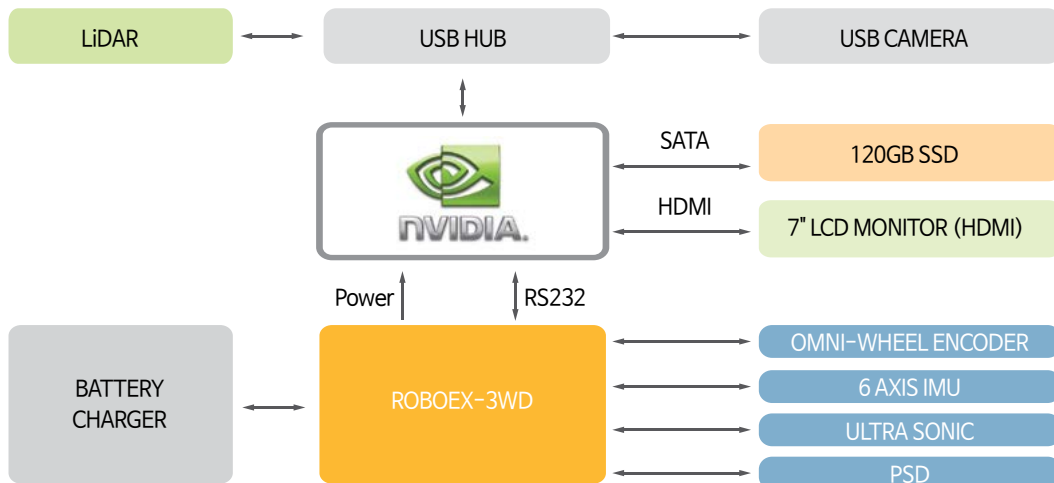 LiDAR
USB HUB
USB CAMERA
nVIDIA.
SATA
120GB SSD
HDMI
7" LCD MONITOR (HDMI)
Power
RS232
BATTERY
CHARGER
ROBOEX-3WD
OMNI-WHEEL ENCODER
6 AXIS IMU
ULTRA SONIC
PSD